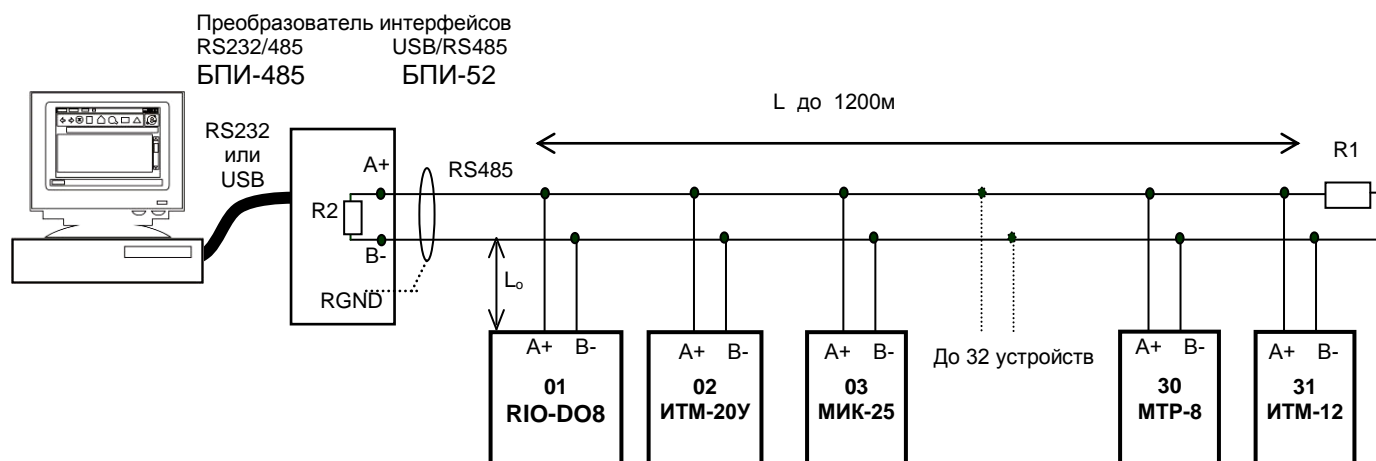 Преобразователь интерфейсов
RS232/485 USB/RS485
БПИ-485 БПИ-52
L до 1200м
RS232
или
USB
A+
RS485
R1
R2
B-
RGND
Lо
A+ B-
01
RIO-DO8
A+ B-
02
ИТМ-20У
A+ B-
03
МИК-25
До 32 устройств
A+ B-
30
МТР-8
A+ B-
31
ИТМ-12